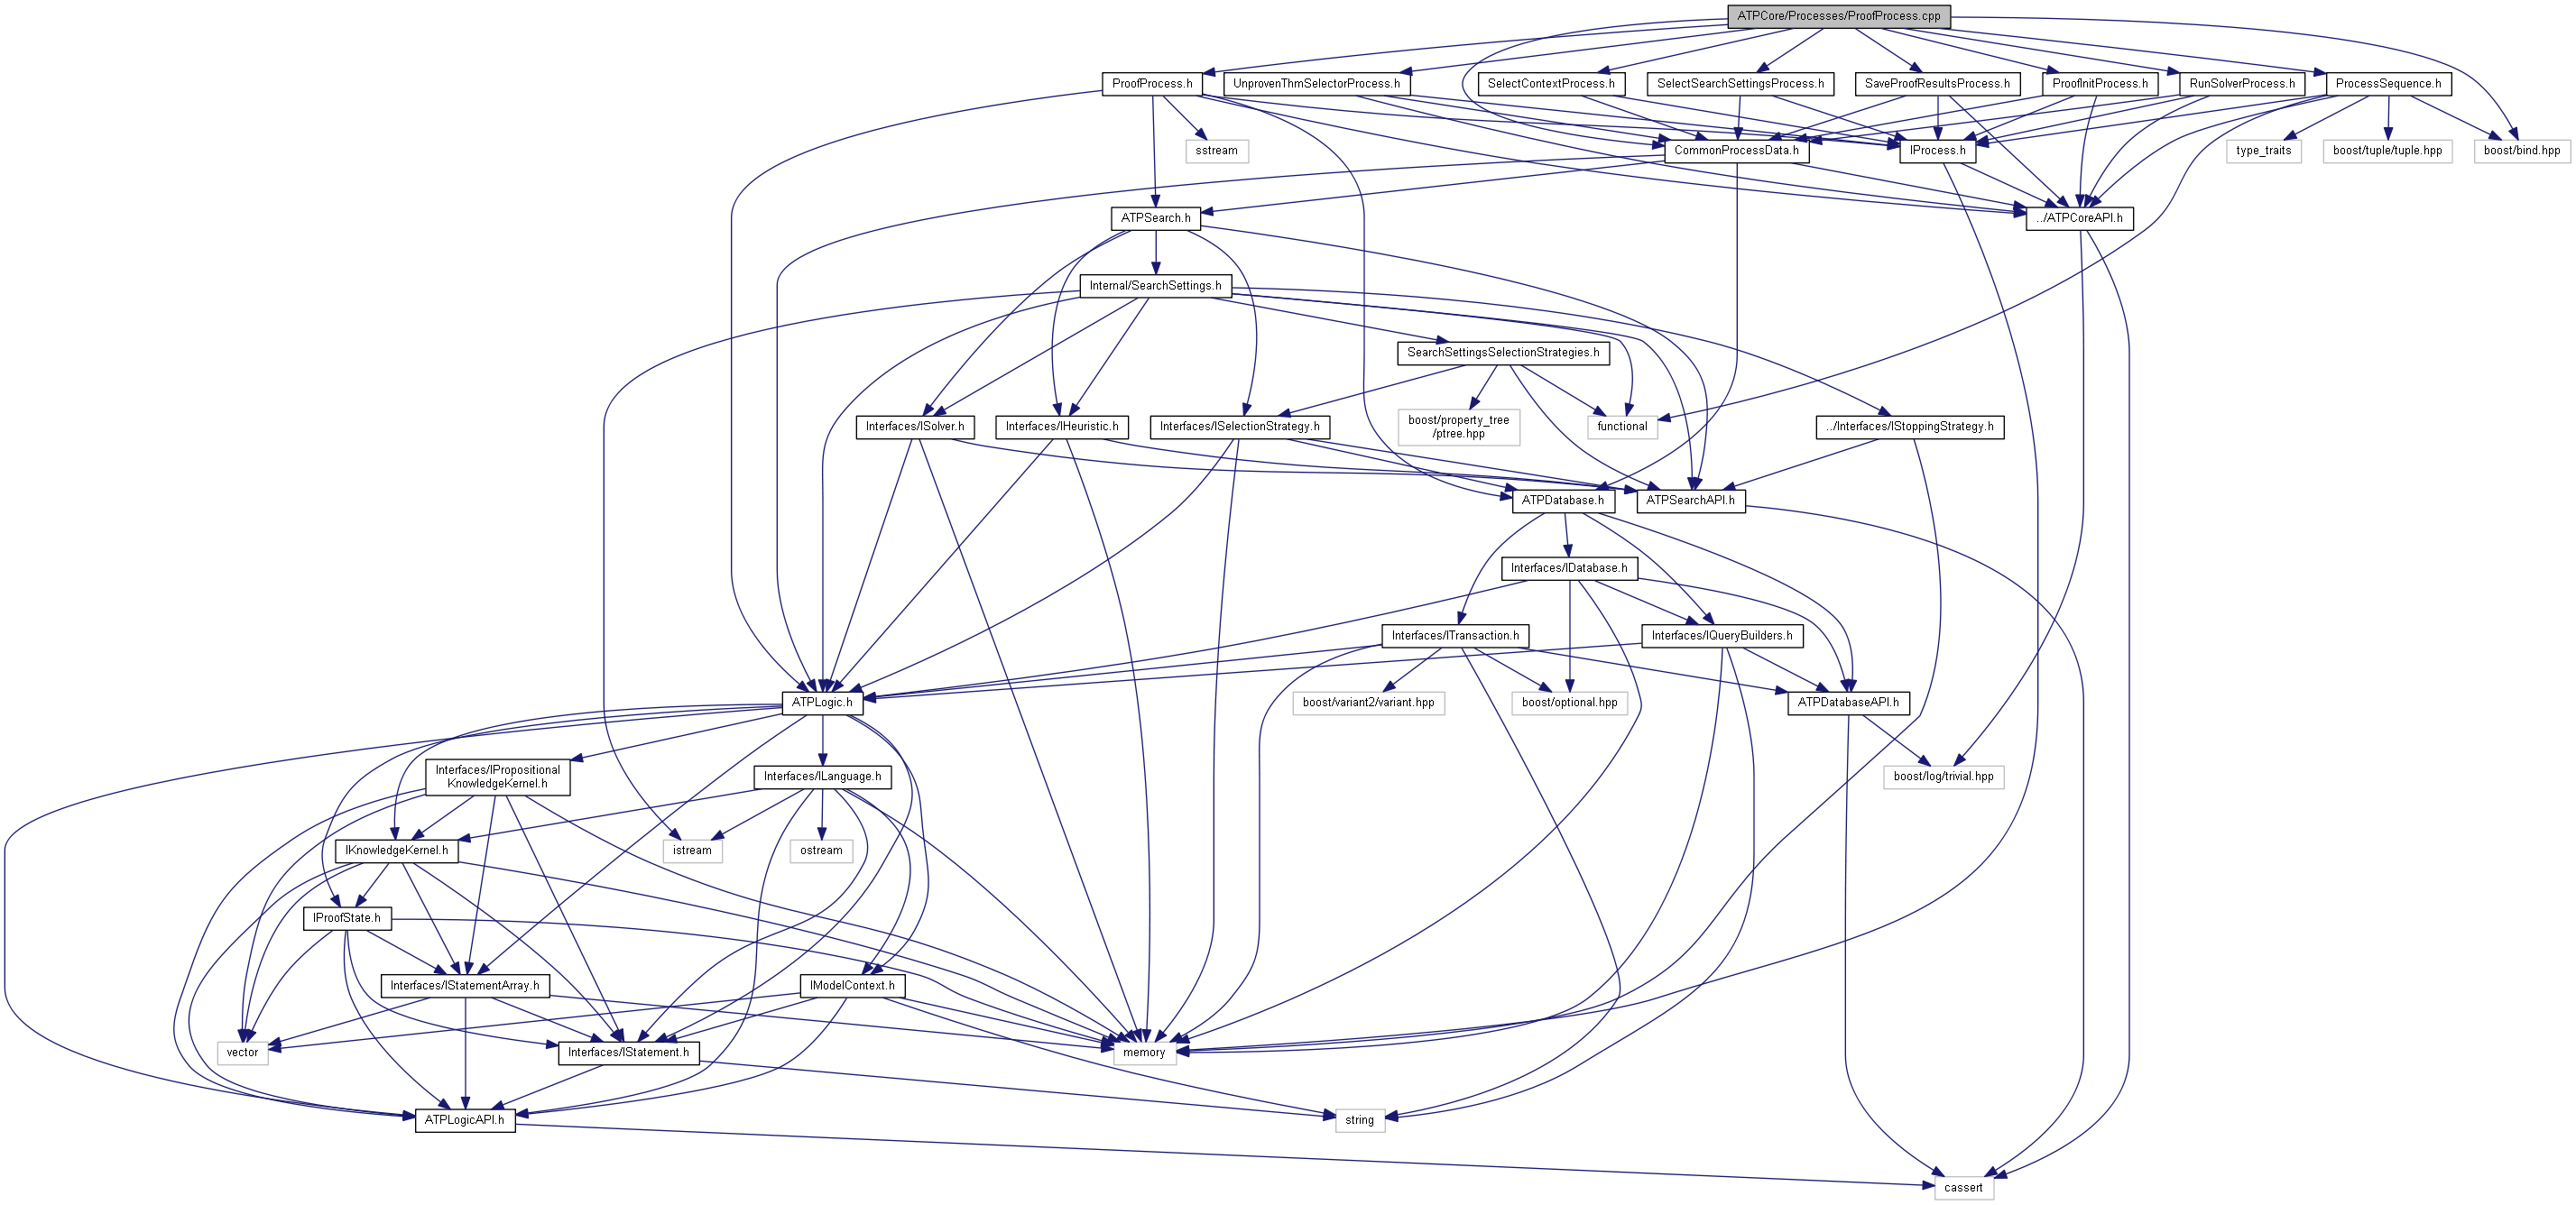 ATPCore/Processes/ProofProcess.cpp
ProofProcess.h
UnprovenThmSelectorProcess.h
SelectContextProcess.h
SelectSearchSettingsProcess.h
SaveProofResultsProcess.h
ProofInitProcess.h
RunSolverProcess.h
ProcessSequence.h
sstream
CommonProcessData.h
IProcess.h
type_traits
boost/tuple/tuple.hpp
boost/bind.hpp
ATPSearch.h
../ATPCoreAPI.h
Internal/SearchSettings.h
SearchSettingsSelectionStrategies.h
Interfaces/ISolver.h
Interfaces/IHeuristic.h
Interfaces/ISelectionStrategy.h
boost/property_tree
/ptree.hpp
functional
../Interfaces/IStoppingStrategy.h
ATPDatabase.h
ATPSearchAPI.h
Interfaces/IDatabase.h
Interfaces/ITransaction.h
Interfaces/IQueryBuilders.h
ATPLogic.h
boost/variant2/variant.hpp
boost/optional.hpp
ATPDatabaseAPI.h
Interfaces/IPropositional
KnowledgeKernel.h
Interfaces/ILanguage.h
boost/log/trivial.hpp
IKnowledgeKernel.h
istream
ostream
IProofState.h
Interfaces/IStatementArray.h
IModelContext.h
vector
Interfaces/IStatement.h
memory
ATPLogicAPI.h
string
cassert